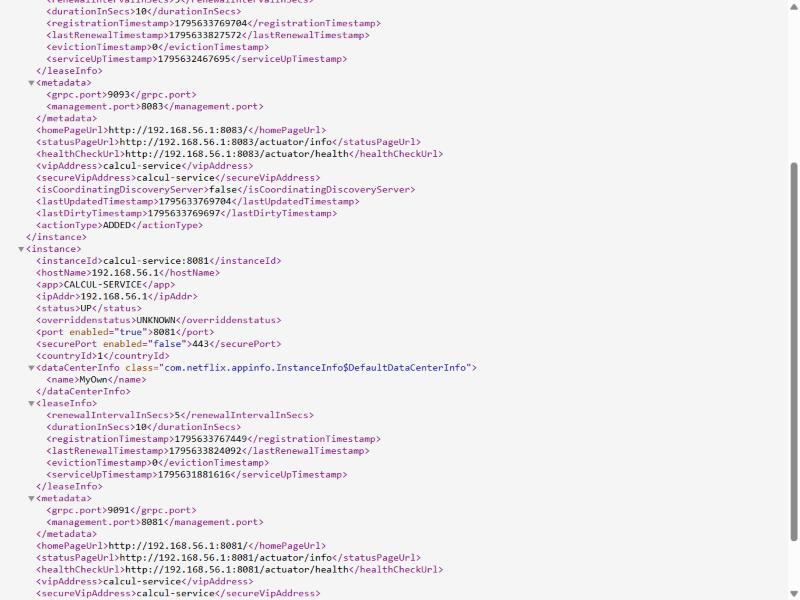 <renewalIntervalInSecs>5</renewalIntervalInSecs>
<durationInSecs>10</durationInSecs>
<registrationTimestamp>1795633769704</registrationTimestamp>
<lastRenewalTimestamp>1795633827572</lastRenewalTimestamp>
<evictionTimestamp>0</evictionTimestamp>
<serviceUpTimestamp>1795632467695</serviceUpTimestamp>
</leaseInfo>
▼<metadata>
<grpc.port>9093</grpc.port>
<management.port>8083</management.port>
</metadata>
<homePageUrl>http://192.168.56.1:8083/</homePageUrl>
<statusPageUrl>http://192.168.56.1:8083/actuator/info</statusPageUrl>
<healthCheckUrl>http://192.168.56.1:8083/actuator/health</healthCheckUrl>
<vipAddress>calcul-service</vipAddress>
<secureVipAddress>calcul-service</secureVipAddress>
<isCoordinatingDiscoveryServer>false</isCoordinatingDiscoveryServer>
<lastUpdatedTimestamp>1795633769704</lastUpdatedTimestamp>
<lastDirtyTimestamp>1795633769697</lastDirtyTimestamp>
<actionType>ADDED</actionType>
</instance>
▼<instance>
<instanceId>calcul-service:8081</instanceId>
<hostName>192.168.56.1</hostName>
<app>CALCUL-SERVICE</app>
<ipAddr>192.168.56.1</ipAddr>
<status>UP</status>
<overriddenstatus>UNKNOWN</overriddenstatus>
<port enabled="true">8081</port>
<securePort enabled="false">443</securePort>
<countryId>1</countryId>
▼<dataCenterInfo class="com.netflix.appinfo.InstanceInfo$DefaultDataCenterInfo">
<name>MyOwn</name>
</dataCenterInfo>
▼<leaseInfo>
<renewalIntervalInSecs>5</renewalIntervalInSecs>
<durationInSecs>10</durationInSecs>
<registrationTimestamp>1795633767449</registrationTimestamp>
<lastRenewalTimestamp>1795633824092</lastRenewalTimestamp>
<evictionTimestamp>0</evictionTimestamp>
<serviceUpTimestamp>1795631881616</serviceUpTimestamp>
</leaseInfo>
▼<metadata>
<grpc.port>9091</grpc.port>
<management.port>8081</management.port>
</metadata>
<homePageUrl>http://192.168.56.1:8081/</homePageUrl>
<statusPageUrl>http://192.168.56.1:8081/actuator/info</statusPageUrl>
<healthCheckUrl>http://192.168.56.1:8081/actuator/health</healthCheckUrl>
<vipAddress>calcul-service</vipAddress>
<secureVipAddress>calcul-service</secureVipAddress>